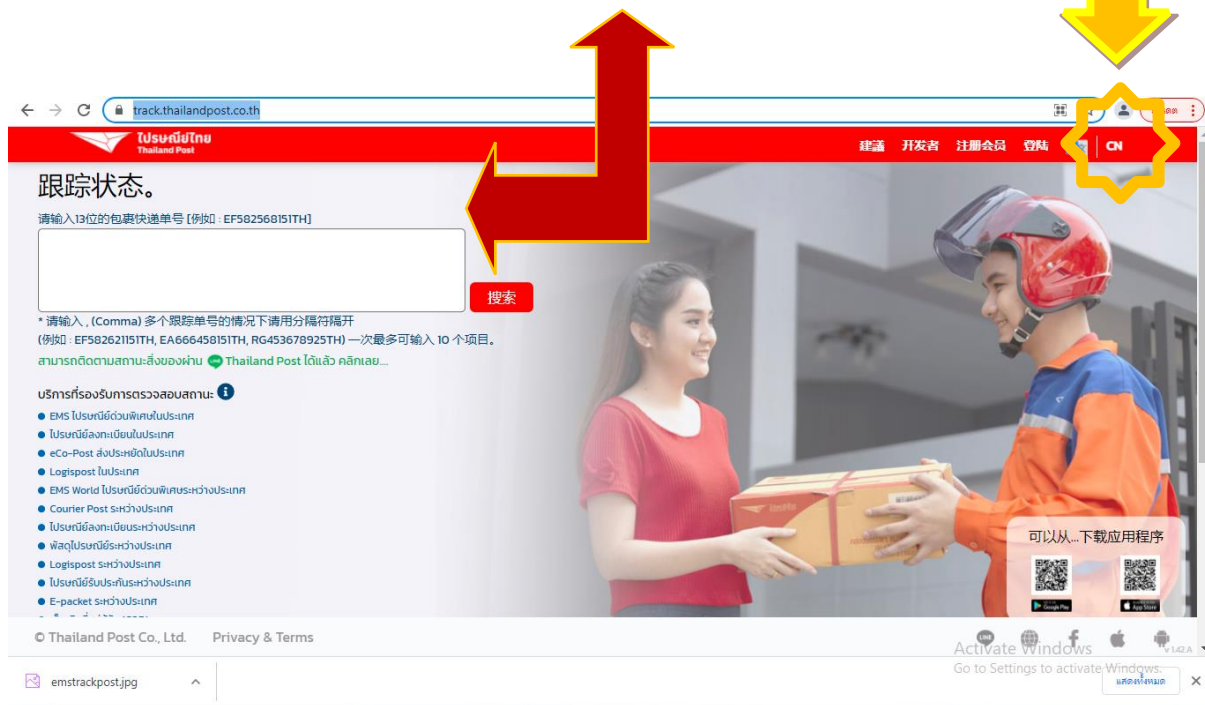 track.thailandpost.co.th
ไปรษณีย์ไทย
Thailand Post
建議 开发者 注册会员 登陆 CN
跟踪状态。
请输入13位的包裹快递单号 [例如 : EF582568151TH]
搜索
* 请输入 , (Comma) 多个跟踪单号的情况下请用分隔符隔开
(例如 : EF582621151TH, EA666458151TH, RG453678925TH) —次最多可输入 10 个项目。
สามารถติดตามสถานะสิ่งของผ่าน Thailand Post ได้แล้ว คลิกเลย...
บริการที่รองรับการตรวจสอบสถานะ
EMS ไปรษณีย์ด่วนพิเศษในประเทศ
ไปรษณีย์ลงทะเบียนในประเทศ
eCo-Post ส่งประหยัดในประเทศ
Logispost ในประเทศ
EMS World ไปรษณีย์ด่วนพิเศษระหว่างประเทศ
Courier Post ระหว่างประเทศ
ไปรษณีย์ลงทะเบียนระหว่างประเทศ
พัสดุไปรษณีย์ระหว่างประเทศ
Logispost ระหว่างประเทศ
ไปรษณีย์รับประกันระหว่างประเทศ
E-packet ระหว่างประเทศ
可以从...下载应用程序
Google Play
App Store
© Thailand Post Co., Ltd. Privacy & Terms
Activate Windows
v 1.42.A
Go to Settings to activate Windows.
emstrackpost.jpg
แสดงทั้งหมด